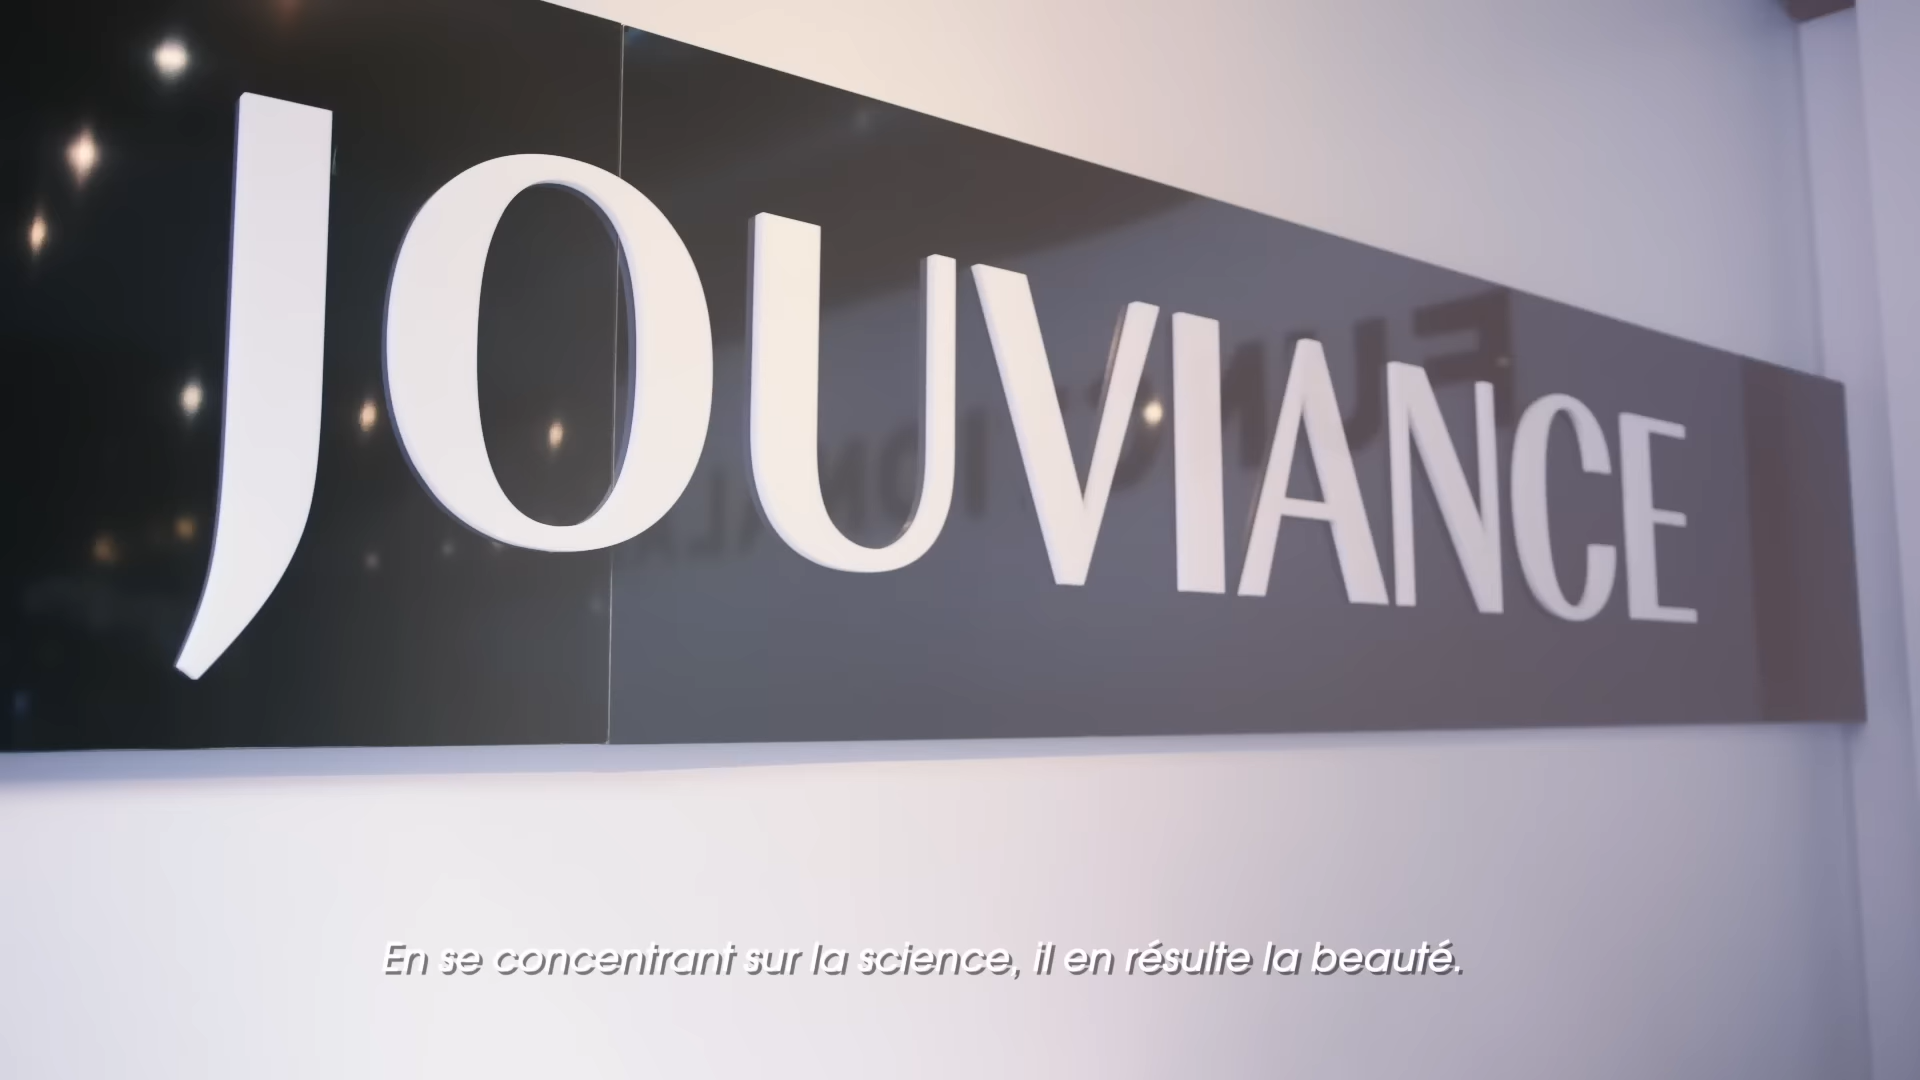 JOUVIANCE
En se concentrant sur la science, il en résulte la beauté.